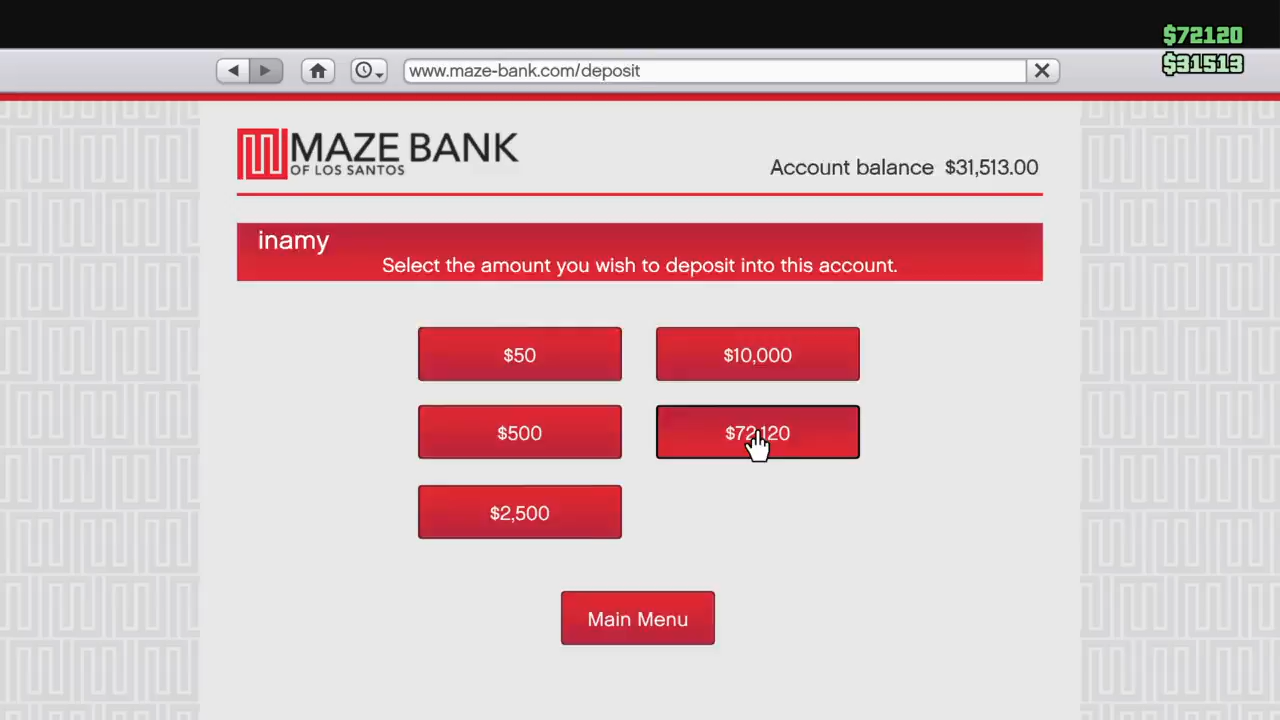 $72120
$31513
www.maze-bank.com/deposit
MAZE BANK
OF LOS SANTOS
Account balance $31,513.00
inamy
Select the amount you wish to deposit into this account.
$50
$10,000
$500
$72120
$2,500
Main Menu